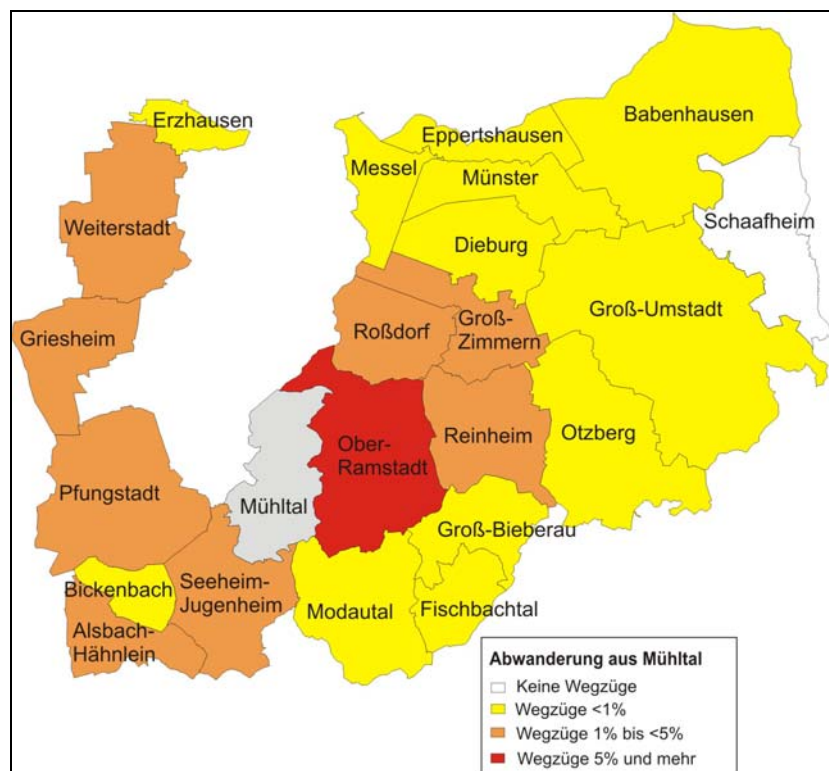 Erzhausen
Babenhausen
Eppertshausen
Messel
Münster
Schaafheim
Weiterstadt
Dieburg
Groß-Umstadt
Griesheim
Roßdorf
Groß-
Zimmern
Otzberg
Reinheim
Ober-
Ramstadt
Pfungstadt
Mühltal
Groß-Bieberau
Bickenbach
Seeheim-
Jugenheim
Modautal
Fischbachtal
Alsbach-
Hähnlein
Abwanderung aus Mühltal
Keine Wegzüge
Wegzüge <1%
Wegzüge 1% bis <5%
Wegzüge 5% und mehr